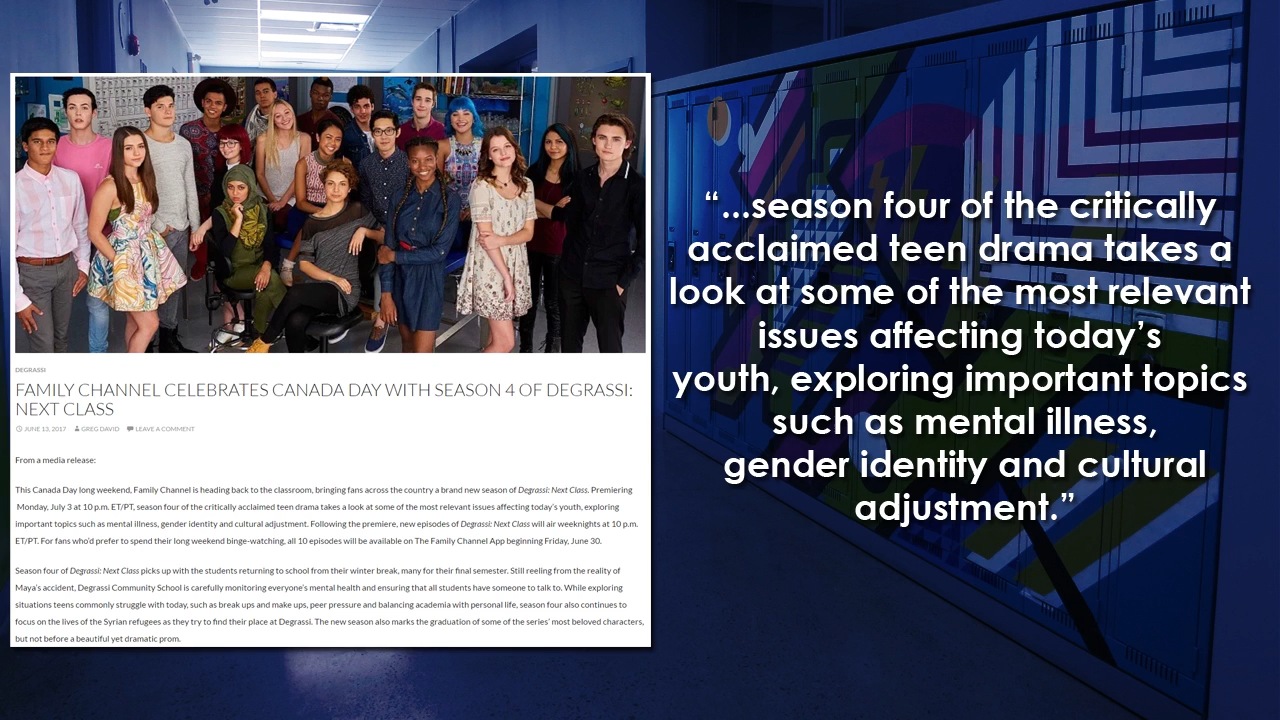 DEGRASSI
FAMILY CHANNEL CELEBRATES CANADA DAY WITH SEASON 4 OF DEGRASSI:
NEXT CLASS
JUNE 13, 2017 GREG DAVID LEAVE A COMMENT
From a media release:
This Canada Day long weekend, Family Channel is heading back to the classroom, bringing fans across the country a brand new season of Degrassi: Next Class. Premiering
Monday, July 3 at 10 p.m. ET/PT, season four of the critically acclaimed teen drama takes a look at some of the most relevant issues affecting today's youth, exploring
important topics such as mental illness, gender identity and cultural adjustment. Following the premiere, new episodes of Degrassi: Next Class will air weeknights at 10 p.m.
ET/PT. For fans who'd prefer to spend their long weekend binge-watching, all 10 episodes will be available on The Family Channel App beginning Friday, June 30.
Season four of Degrassi: Next Class picks up with the students returning to school from their winter break, many for their final semester. Still reeling from the reality of
Maya's accident, Degrassi Community School is carefully monitoring everyone's mental health and ensuring that all students have someone to talk to. While exploring
situations teens commonly struggle with today, such as break ups and make ups, peer pressure and balancing academia with personal life, season four also continues to
focus on the lives of the Syrian refugees as they try to find their place at Degrassi. The new season also marks the graduation of some of the series' most beloved characters,
but not before a beautiful yet dramatic prom.
“...season four of the critically
acclaimed teen drama takes a
look at some of the most relevant
issues affecting today’s
youth, exploring important topics
such as mental illness,
gender identity and cultural
adjustment.”